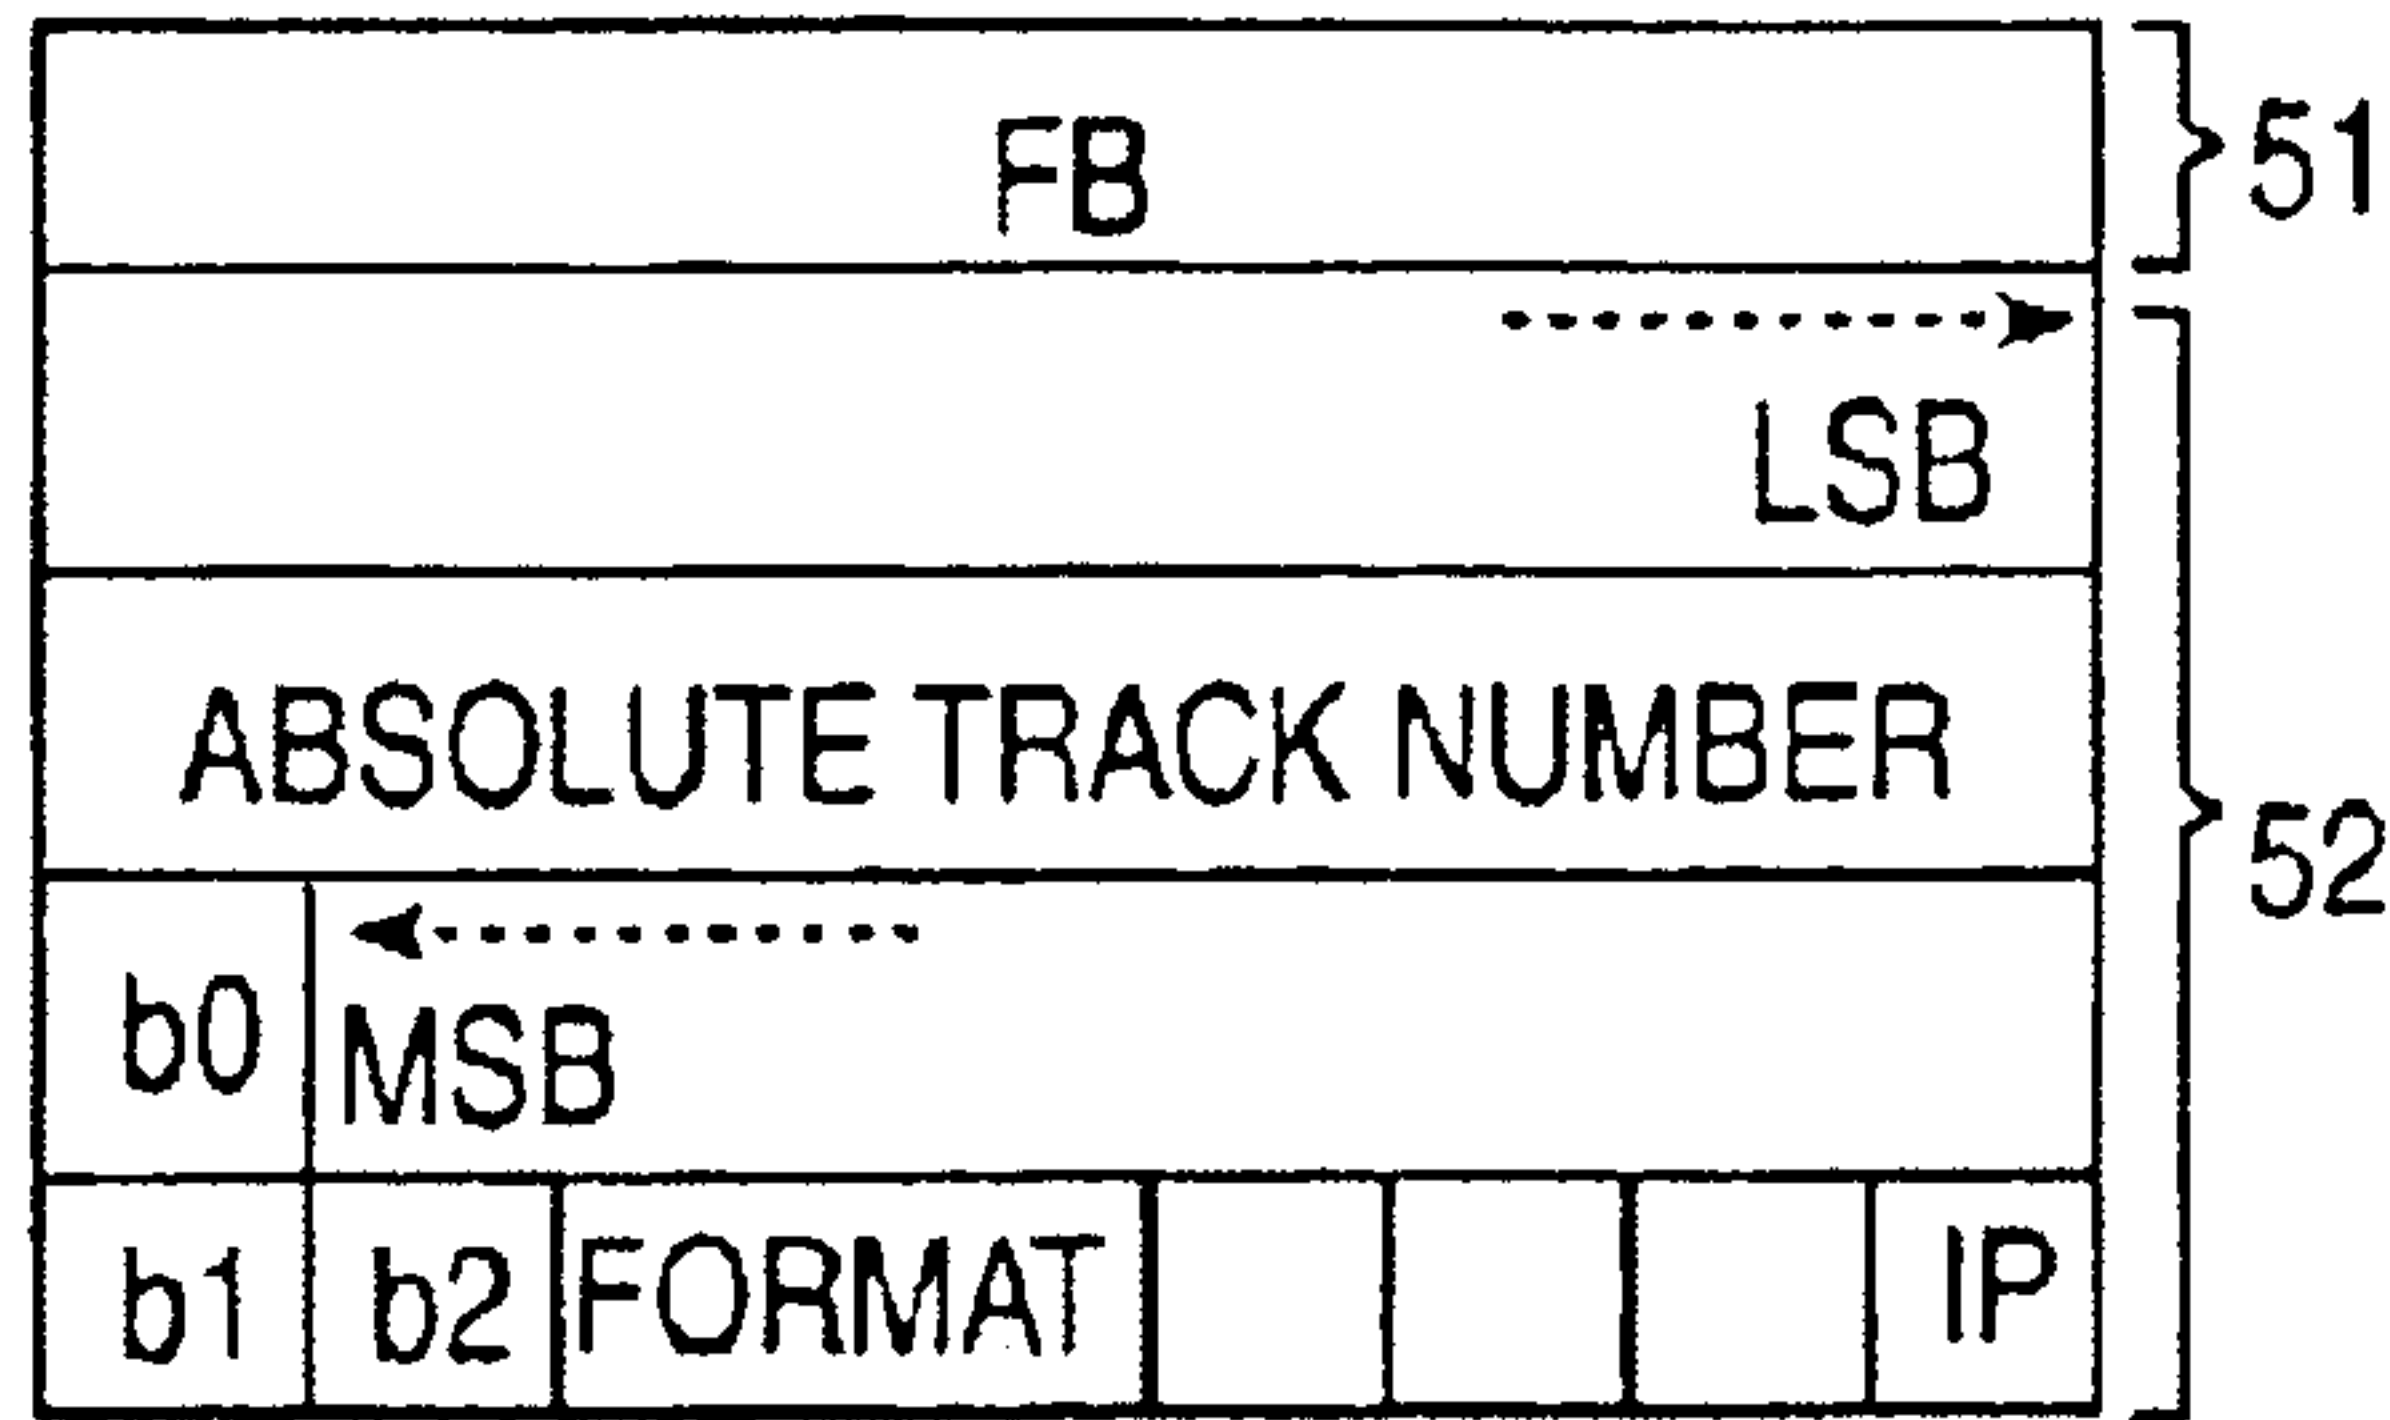 FB
51
LSB
ABSOLUTE TRACK NUMBER
52
b0
MSB
b1 b2 FORMAT IP